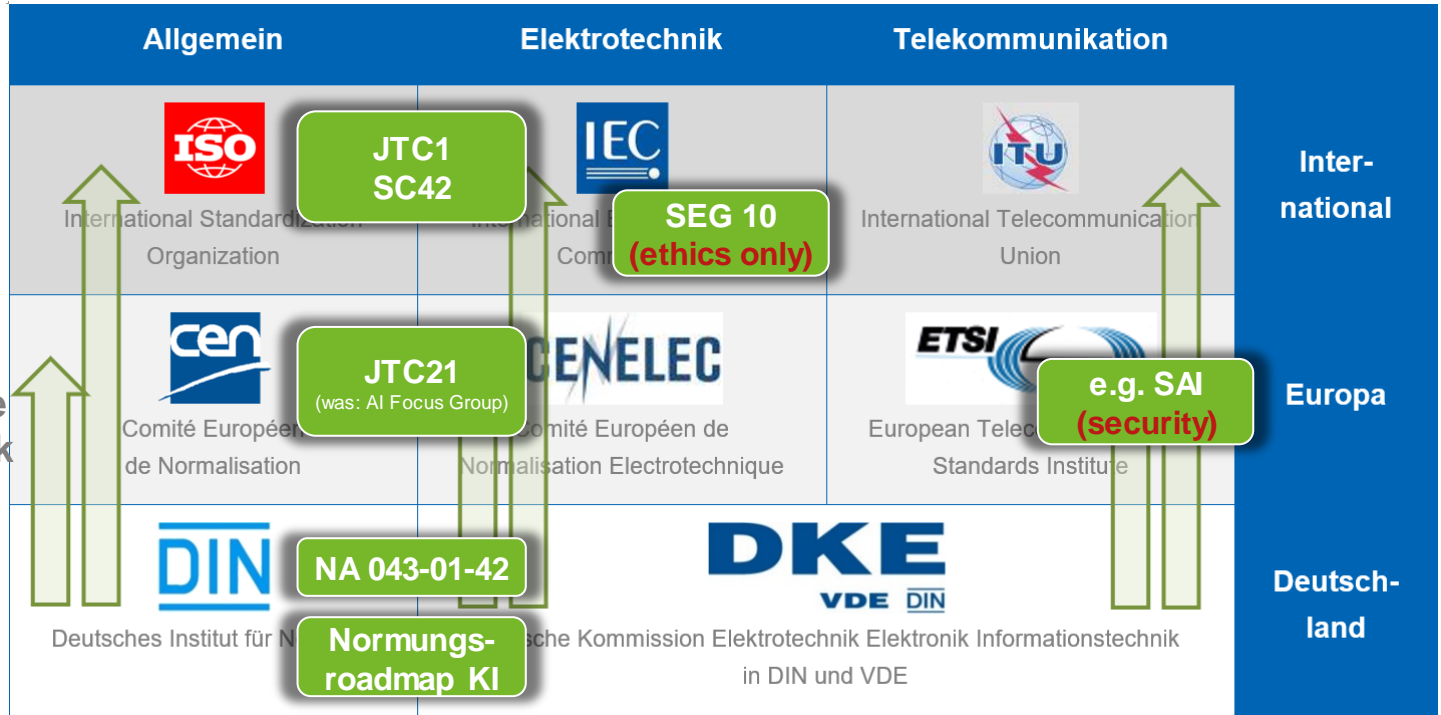 Allgemein
Elektrotechnik
Telekommunikation
Inter-
national
ISO
JTC1
SC42
IEC
SEG 10
(ethics only)
ITU
International Standardization
Organization
International
International Telecommunication
Union
Europa
cen
JTC21
(was: AI Focus Group)
CENELEC
ETSI
e.g. SAI
(security)
Comité Européen
de Normalisation
Comité Européen de
Normalisation Electrotechnique
European
Standards Institute
e
k
Deutsch-
land
DIN
NA 043-01-42
Normungs-
roadmap KI
DKE
VDE DIN
Deutsches Institut für
Kommission Elektrotechnik Elektronik Informationstechnik
in DIN und VDE